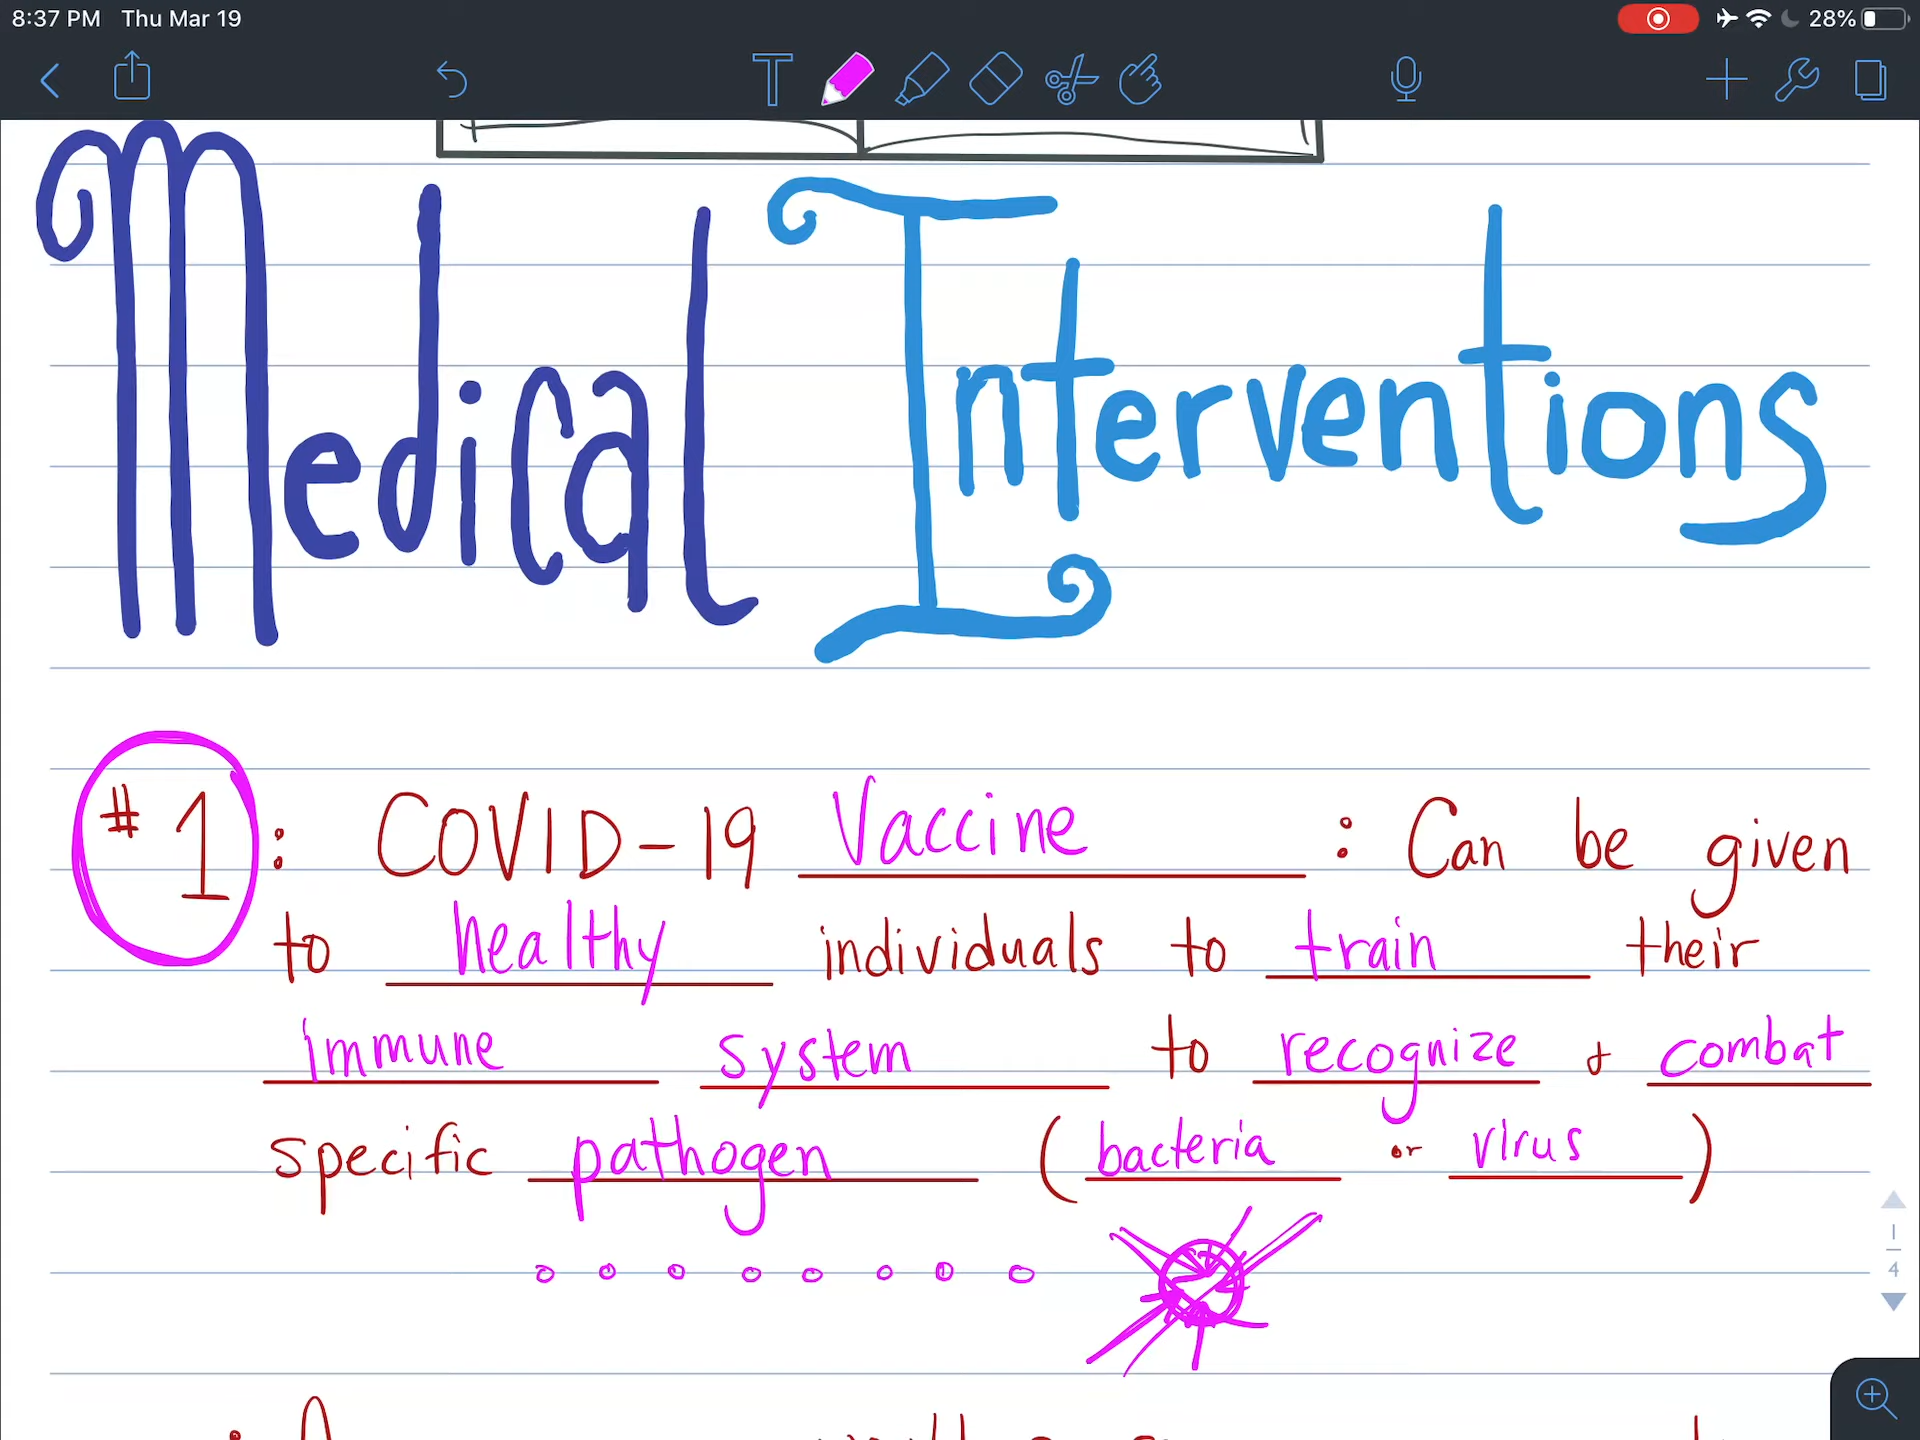 8:37 PM Thu Mar 19
28%
T
Medical Interventions
#1: COVID-19 Vaccine : Can be given
to healthy individuals to train their
immune system to recognize & combat
specific pathogen (bacteria or virus)
1
4